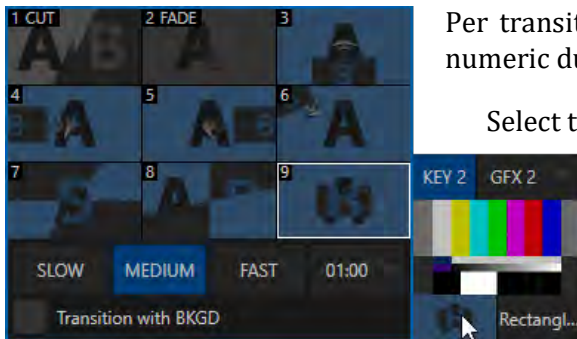 Per transit
numeric du
Select t
1 CUT
2 FADE
3
4
5
6
7
8
9
A B
A
A
B
B A
A B
A
B
A
SLOW MEDIUM FAST 01:00
Transition with BKGD
KEY 2 GFX 2
Rectangl...